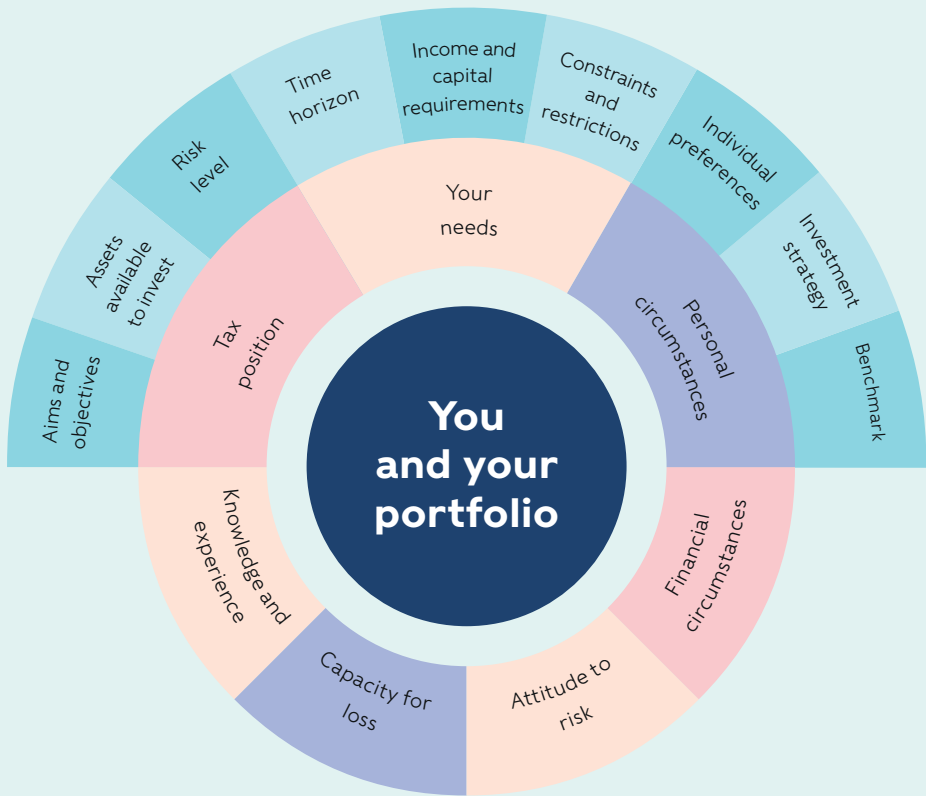 Aims and
objectives
Assets
available
to invest
Risk
level
Time
horizon
Income and
capital
requirements
Constraints
and
restrictions
Individual
preferences
Investment
strategy
Benchmark
Tax
position
Your
needs
Personal
circumstances
You
and your
portfolio
Knowledge and
experience
Capacity for
loss
Attitude to
risk
Financial
circumstances